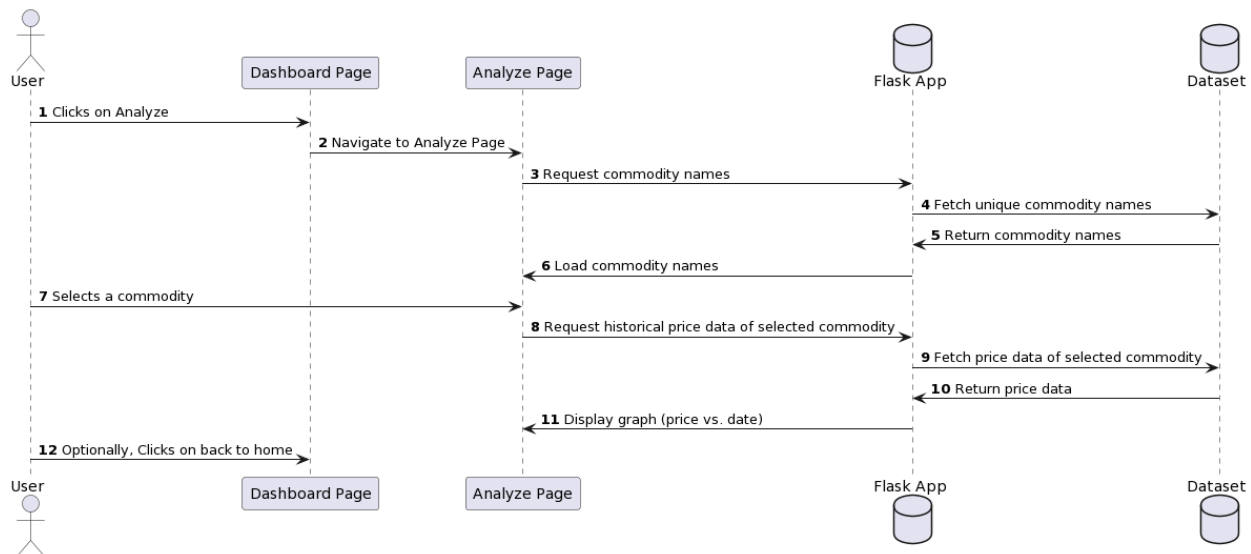 User
Dashboard Page
Analyze Page
Flask App
Dataset
1 Clicks on Analyze
2 Navigate to Analyze Page
3 Request commodity names
4 Fetch unique commodity names
5 Return commodity names
6 Load commodity names
7 Selects a commodity
8 Request historical price data of selected commodity
9 Fetch price data of selected commodity
10 Return price data
11 Display graph (price vs. date)
12 Optionally, Clicks on back to home
User
Dashboard Page
Analyze Page
Flask App
Dataset